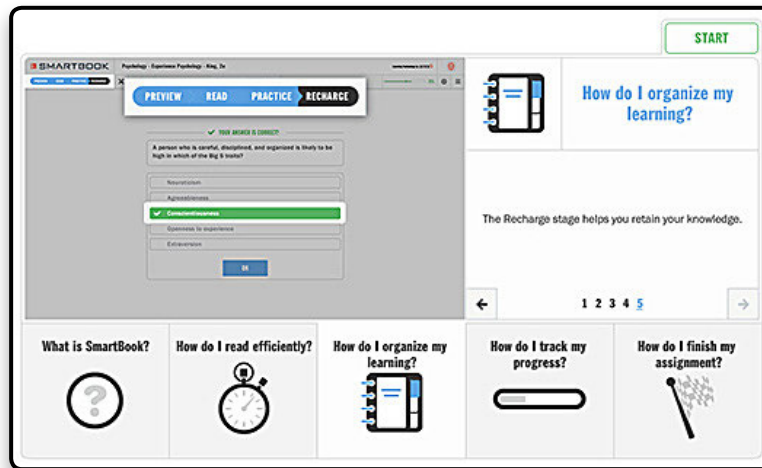 START
SMARTBOOK
Psychology - Experience Psychology - King, 2e
PREVIEW READ PRACTICE RECHARGE
PREVIEW READ PRACTICE RECHARGE
YOUR ANSWER IS CORRECT!
A person who is careful, disciplined, and organized is likely to be
high in which of the Big 5 traits?
Neuroticism
Agreeableness
Conscientiousness
Openness to experience
Extraversion
OK
How do I organize my
learning?
The Recharge stage helps you retain your knowledge.
1 2 3 4 5
What is SmartBook?
How do I read efficiently?
How do I organize my
learning?
How do I track my
progress?
How do I finish my
assignment?